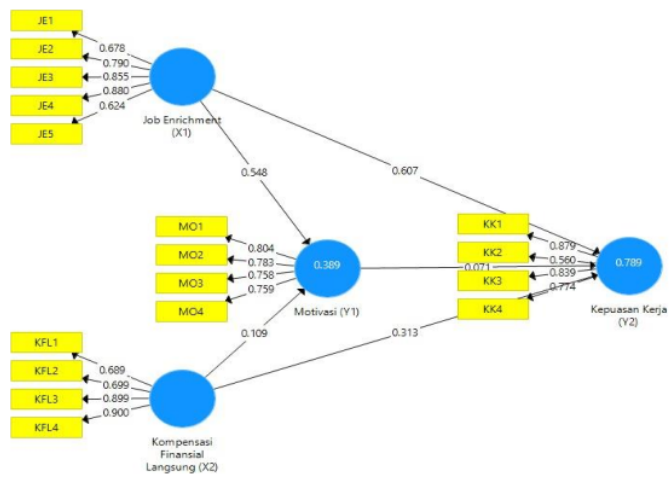 JE1
JE2
JE3
JE4
JE5
0.678
0.790
0.855
0.880
0.624
Job Enrichment
(X1)
0.548
0.607
MO1
MO2
MO3
MO4
0.804
0.783
0.758
0.759
0.389
Motivasi (Y1)
0.071
KK1
KK2
KK3
KK4
0.879
0.560
0.839
0.774
0.789
Kepuasan Kerja
(Y2)
0.109
0.313
KFL1
KFL2
KFL3
KFL4
0.689
0.699
0.899
0.900
Kompensasi
Finansial
Langsung (X2)